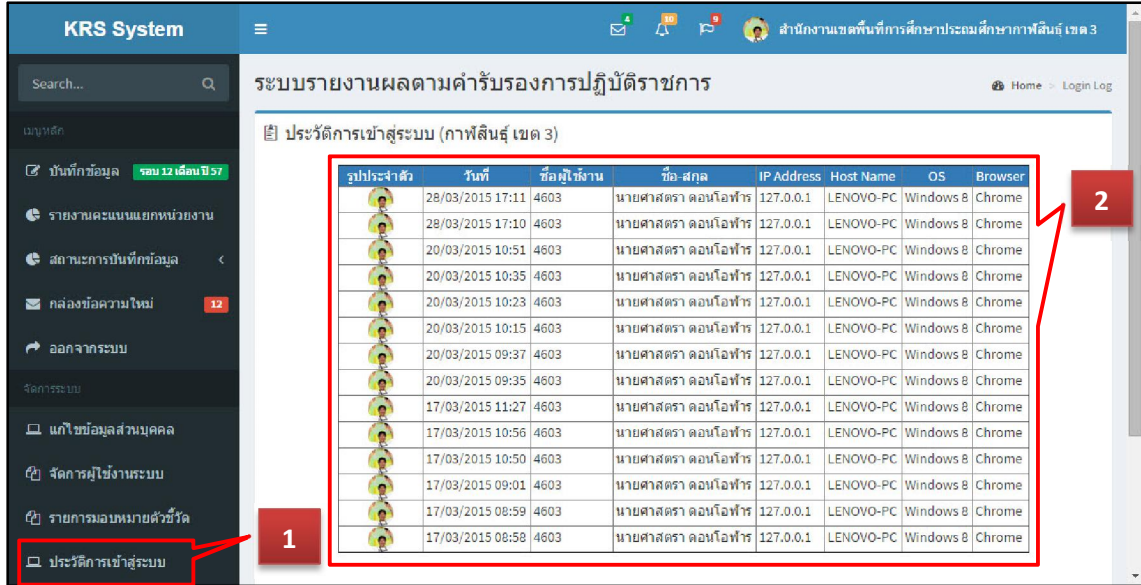 KRS System
4
10
9
สำนักงานเขตพื้นที่การศึกษาประถมศึกษากาฬสินธุ์ เขต 3
Search...
ระบบรายงานผลตามคำรับรองการปฏิบัติราชการ
Home > Login Log
เมนูหลัก
ประวัติการเข้าสู่ระบบ (กาฬสินธุ์ เขต 3)
บันทึกข้อมูล รอบ 12 เดือน ปี 57
รายงานคะแนนแยกหน่วยงาน
สถานะการบันทึกข้อมูล
กล่องข้อความใหม่ 12
ออกจากระบบ
จัดการระบบ
แก้ไขข้อมูลส่วนบุคคล
จัดการผู้ใช้งานระบบ
รายการมอบหมายตัวชี้วัด
ประวัติการเข้าสู่ระบบ
1
รูปประจำตัว วันที่ ชื่อผู้ใช้งาน ชื่อ-สกุล IP Address Host Name OS Browser
28/03/2015 17:11 4603 นายศาสตรา ดอนโอฬาร 127.0.0.1 LENOVO-PC Windows 8 Chrome
28/03/2015 17:10 4603 นายศาสตรา ดอนโอฬาร 127.0.0.1 LENOVO-PC Windows 8 Chrome
20/03/2015 10:51 4603 นายศาสตรา ดอนโอฬาร 127.0.0.1 LENOVO-PC Windows 8 Chrome
20/03/2015 10:35 4603 นายศาสตรา ดอนโอฬาร 127.0.0.1 LENOVO-PC Windows 8 Chrome
20/03/2015 10:23 4603 นายศาสตรา ดอนโอฬาร 127.0.0.1 LENOVO-PC Windows 8 Chrome
20/03/2015 10:15 4603 นายศาสตรา ดอนโอฬาร 127.0.0.1 LENOVO-PC Windows 8 Chrome
20/03/2015 09:37 4603 นายศาสตรา ดอนโอฬาร 127.0.0.1 LENOVO-PC Windows 8 Chrome
20/03/2015 09:35 4603 นายศาสตรา ดอนโอฬาร 127.0.0.1 LENOVO-PC Windows 8 Chrome
17/03/2015 11:27 4603 นายศาสตรา ดอนโอฬาร 127.0.0.1 LENOVO-PC Windows 8 Chrome
17/03/2015 10:56 4603 นายศาสตรา ดอนโอฬาร 127.0.0.1 LENOVO-PC Windows 8 Chrome
17/03/2015 10:50 4603 นายศาสตรา ดอนโอฬาร 127.0.0.1 LENOVO-PC Windows 8 Chrome
17/03/2015 09:01 4603 นายศาสตรา ดอนโอฬาร 127.0.0.1 LENOVO-PC Windows 8 Chrome
17/03/2015 08:59 4603 นายศาสตรา ดอนโอฬาร 127.0.0.1 LENOVO-PC Windows 8 Chrome
17/03/2015 08:58 4603 นายศาสตรา ดอนโอฬาร 127.0.0.1 LENOVO-PC Windows 8 Chrome
2